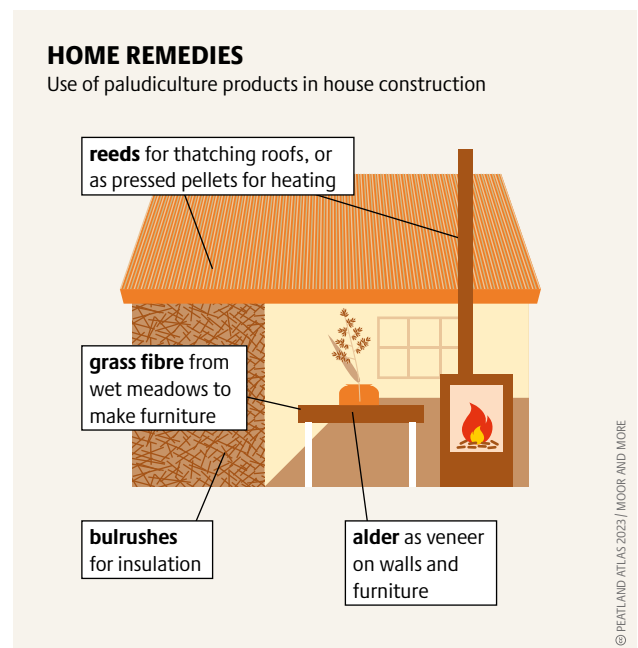 HOME REMEDIES
Use of paludiculture products in house construction
reeds for thatching roofs, or
as pressed pellets for heating
grass fibre from
wet meadows to
make furniture
bulrushes
for insulation
alder as veneer
on walls and
furniture
PEATLAND ATLAS 2023 / MOOR AND MORE